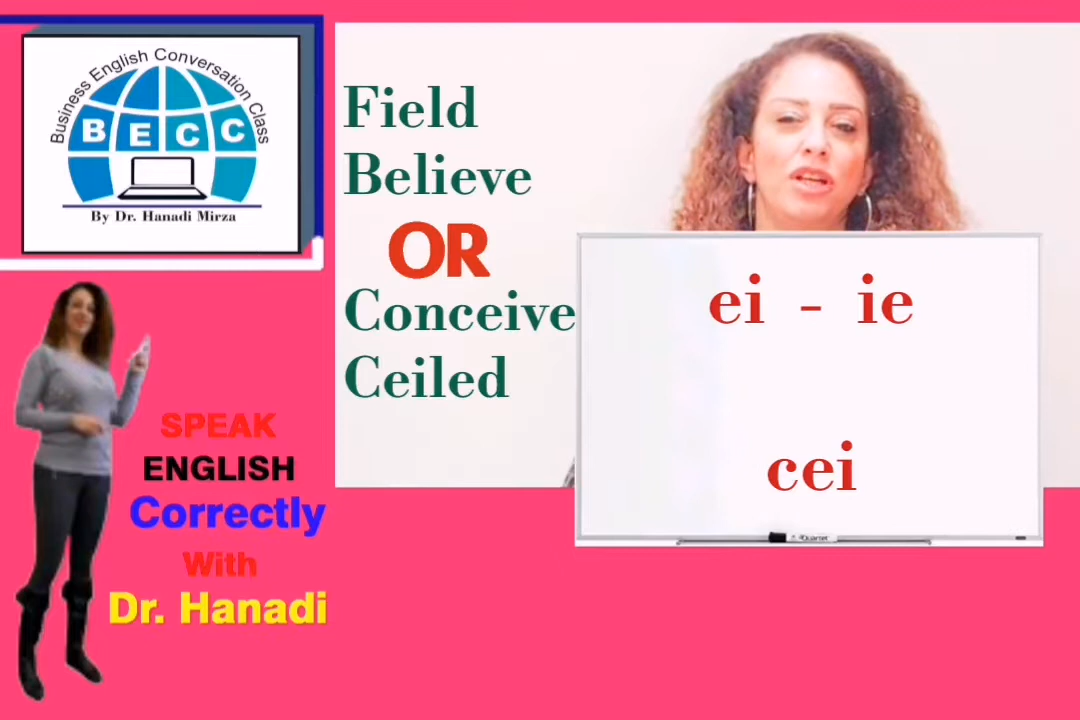 Business English Conversation Class
B E C C
By Dr. Hanadi Mirza
Field
Believe
OR
Conceive
Ceiled
ei - ie
cei
Quartet
SPEAK
ENGLISH
Correctly
With
Dr. Hanadi